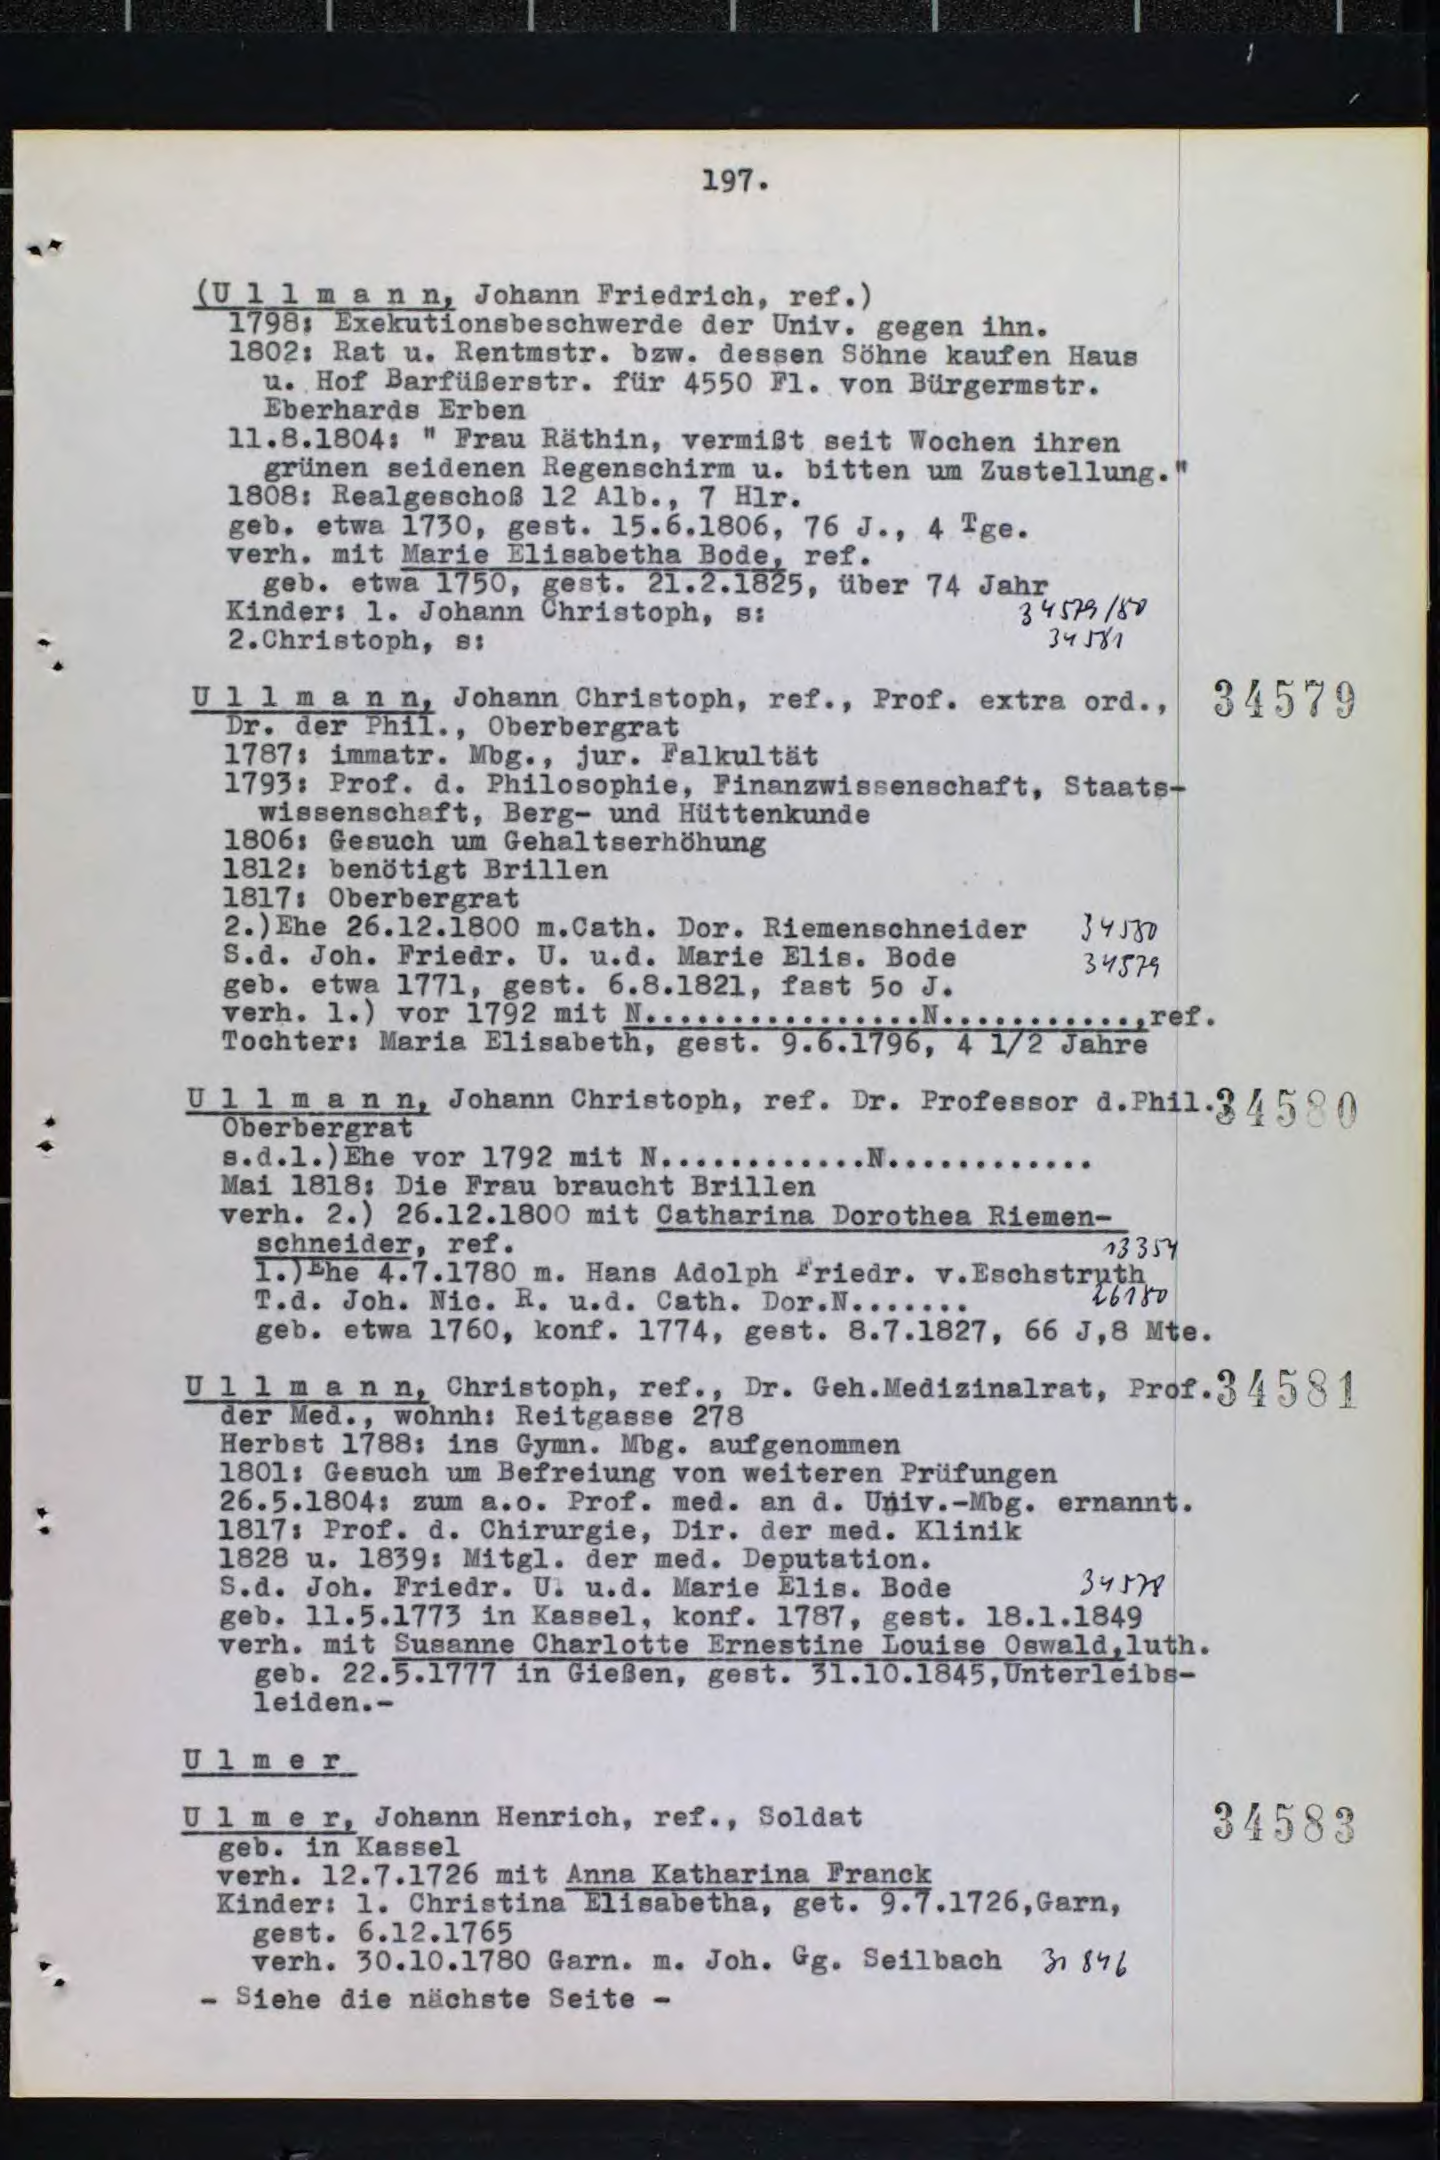 197.
(U l l m a n n, Johann Friedrich, ref.)
1798: Exekutionsbeschwerde der Univ. gegen ihn.
1802: Rat u. Rentmstr. bzw. dessen Söhne kaufen Haus
u. Hof Barfüßerstr. für 4550 Fl. von Bürgermstr.
Eberhards Erben
11.8.1804: " Frau Räthin, vermißt seit Wochen ihren
grünen seidenen Regenschirm u. bitten um Zustellung."
1808: Realgeschoß 12 Alb., 7 Hlr.
geb. etwa 1730, gest. 15.6.1806, 76 J., 4 Tge.
verh. mit Marie Elisabetha Bode, ref.
geb. etwa 1750, gest. 21.2.1825, über 74 Jahr
Kinder: 1. Johann Christoph, s: 34579/80
2.Christoph, s: 34581
U l l m a n n, Johann Christoph, ref., Prof. extra ord., 34579
Dr. der Phil., Oberbergrat
1787: immatr. Mbg., jur. Falkultät
1793: Prof. d. Philosophie, Finanzwissenschaft, Staats-
wissenschaft, Berg- und Hüttenkunde
1806: Gesuch um Gehaltserhöhung
1812: benötigt Brillen
1817: Oberbergrat
2.)Ehe 26.12.1800 m.Cath. Dor. Riemenschneider 34580
S.d. Joh. Friedr. U. u.d. Marie Elis. Bode 34579
geb. etwa 1771, gest. 6.8.1821, fast 5o J.
verh. 1.) vor 1792 mit N................N............,ref.
Tochter: Maria Elisabeth, gest. 9.6.1796, 4 1/2 Jahre
U l l m a n n, Johann Christoph, ref. Dr. Professor d.Phil., 34580
Oberbergrat
s.d.1.)Ehe vor 1792 mit N............N............
Mai 1818: Die Frau braucht Brillen
verh. 2.) 26.12.1800 mit Catharina Dorothea Riemen-
schneider, ref. 13354
1.)Ehe 4.7.1780 m. Hans Adolph Friedr. v.Eschstruth
T.d. Joh. Nic. R. u.d. Cath. Dor.N....... 26180
geb. etwa 1760, konf. 1774, gest. 8.7.1827, 66 J,8 Mte.
U l l m a n n, Christoph, ref., Dr. Geh.Medizinalrat, Prof. 34581
der Med., wohnh: Reitgasse 278
Herbst 1788: ins Gymn. Mbg. aufgenommen
1801: Gesuch um Befreiung von weiteren Prüfungen
26.5.1804: zum a.o. Prof. med. an d. Univ.-Mbg. ernannt.
1817: Prof. d. Chirurgie, Dir. der med. Klinik
1828 u. 1839: Mitgl. der med. Deputation.
S.d. Joh. Friedr. U. u.d. Marie Elis. Bode 34578
geb. 11.5.1773 in Kassel, konf. 1787, gest. 18.1.1849
verh. mit Susanne Charlotte Ernestine Louise Oswald,luth.
geb. 22.5.1777 in Gießen, gest. 31.10.1845,Unterleibs-
leiden.-
U l m e r
U l m e r, Johann Henrich, ref., Soldat 34583
geb. in Kassel
verh. 12.7.1726 mit Anna Katharina Franck
Kinder: 1. Christina Elisabetha, get. 9.7.1726,Garn,
gest. 6.12.1765
verh. 30.10.1780 Garn. m. Joh. Gg. Seilbach 31846
- Siehe die nächste Seite -